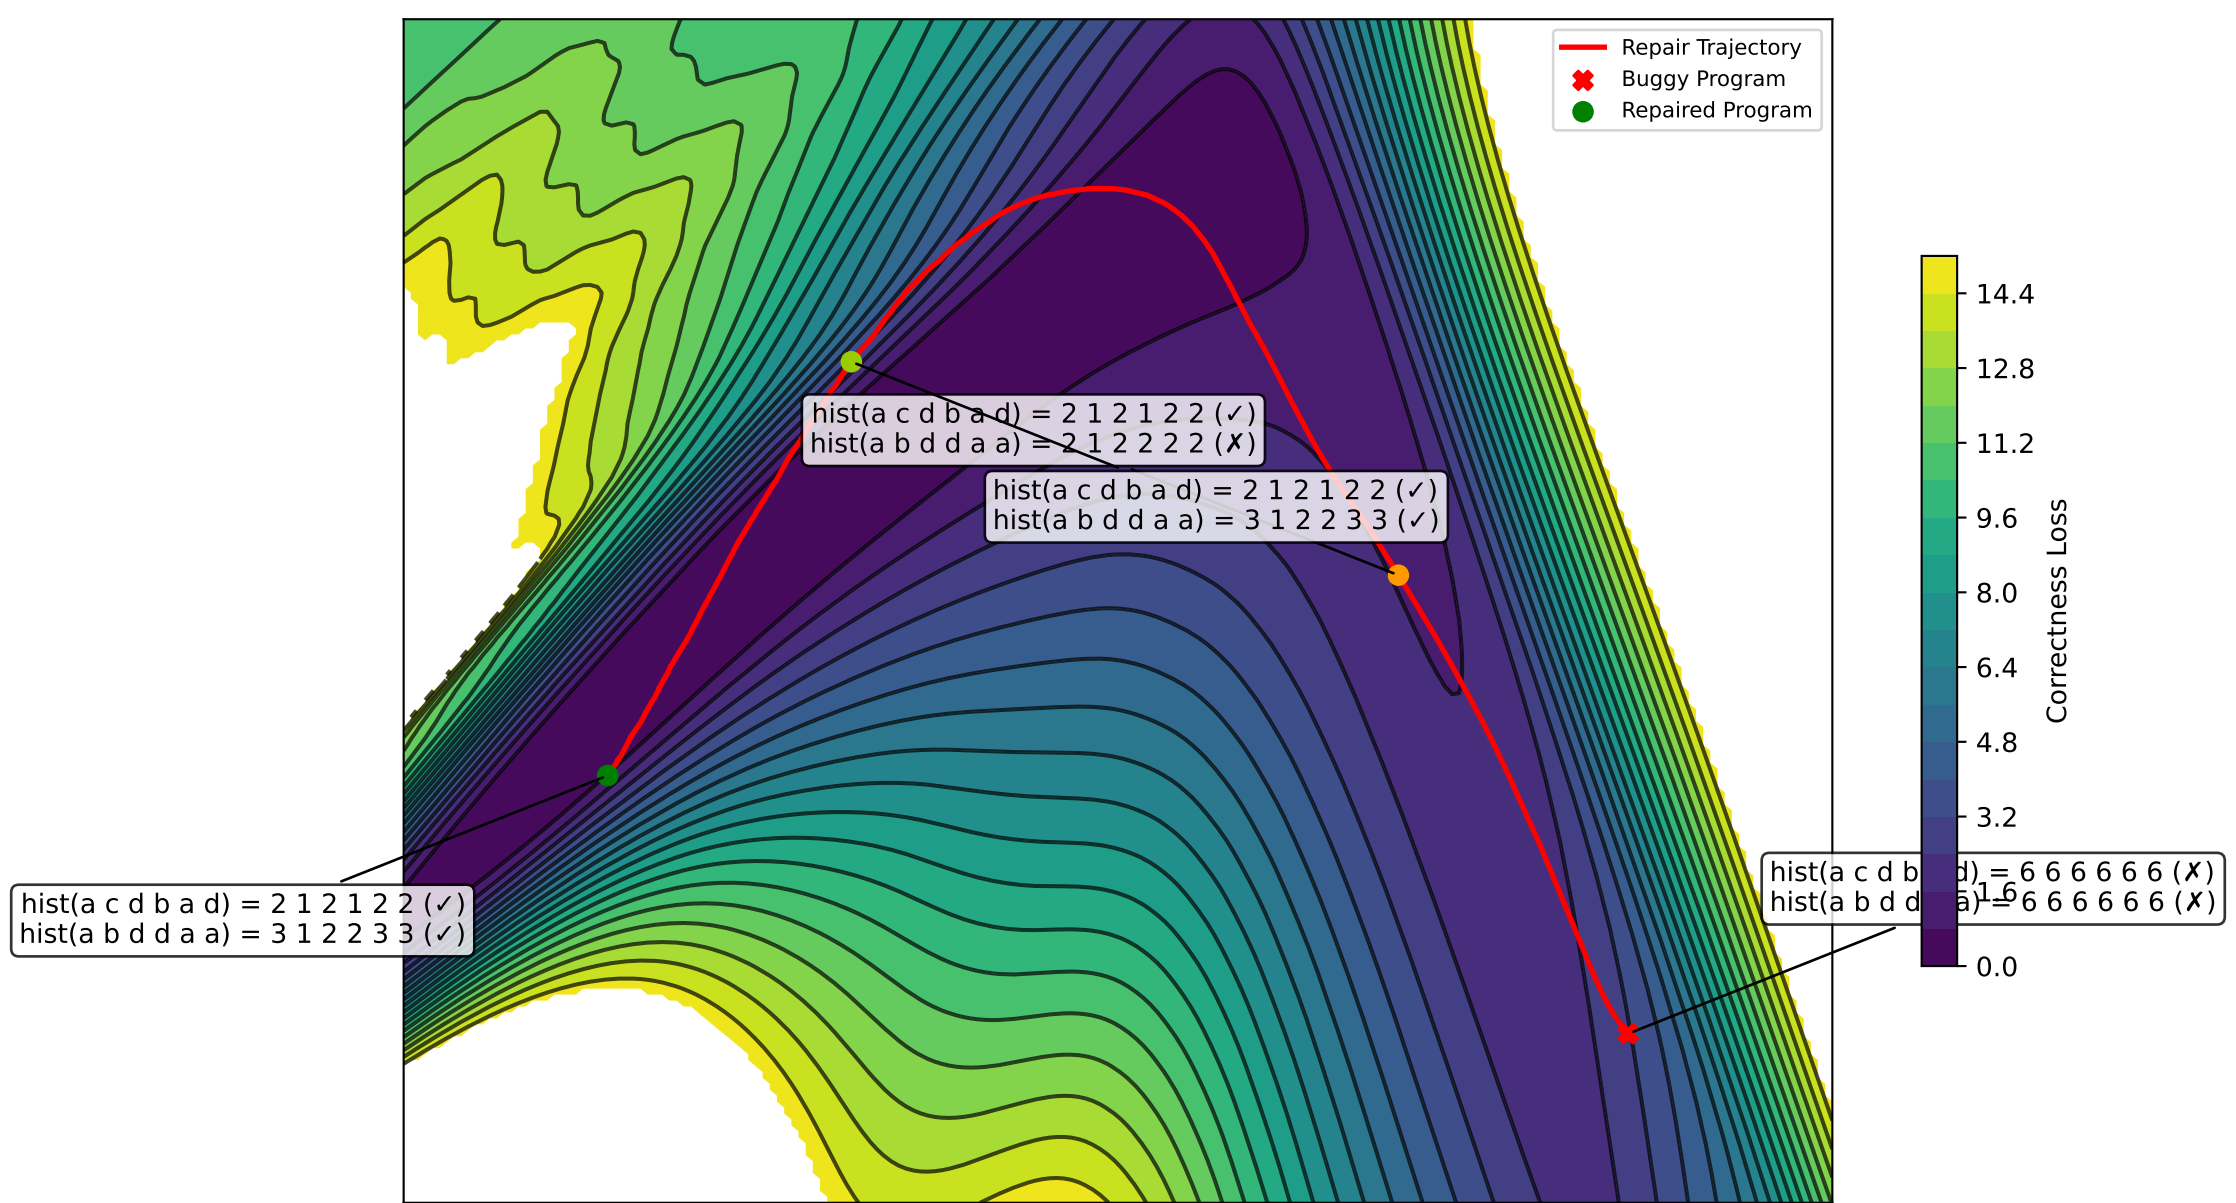 Repair Trajectory
Buggy Program
Repaired Program
hist(a c d b a d) = 2 1 2 1 2 2 (✓)
hist(a b d d a a) = 2 1 2 2 2 2 (✗)
hist(a c d b a d) = 2 1 2 1 2 2 (✓)
hist(a b d d a a) = 3 1 2 2 3 3 (✓)
hist(a c d b a d) = 2 1 2 1 2 2 (✓)
hist(a b d d a a) = 3 1 2 2 3 3 (✓)
hist(a c d b d) = 6 6 6 6 6 6 (✗)
hist(a b d d a) = 6 6 6 6 6 6 (✗)
14.4
12.8
11.2
9.6
8.0
6.4
4.8
3.2
1.6
0.0
Correctness Loss